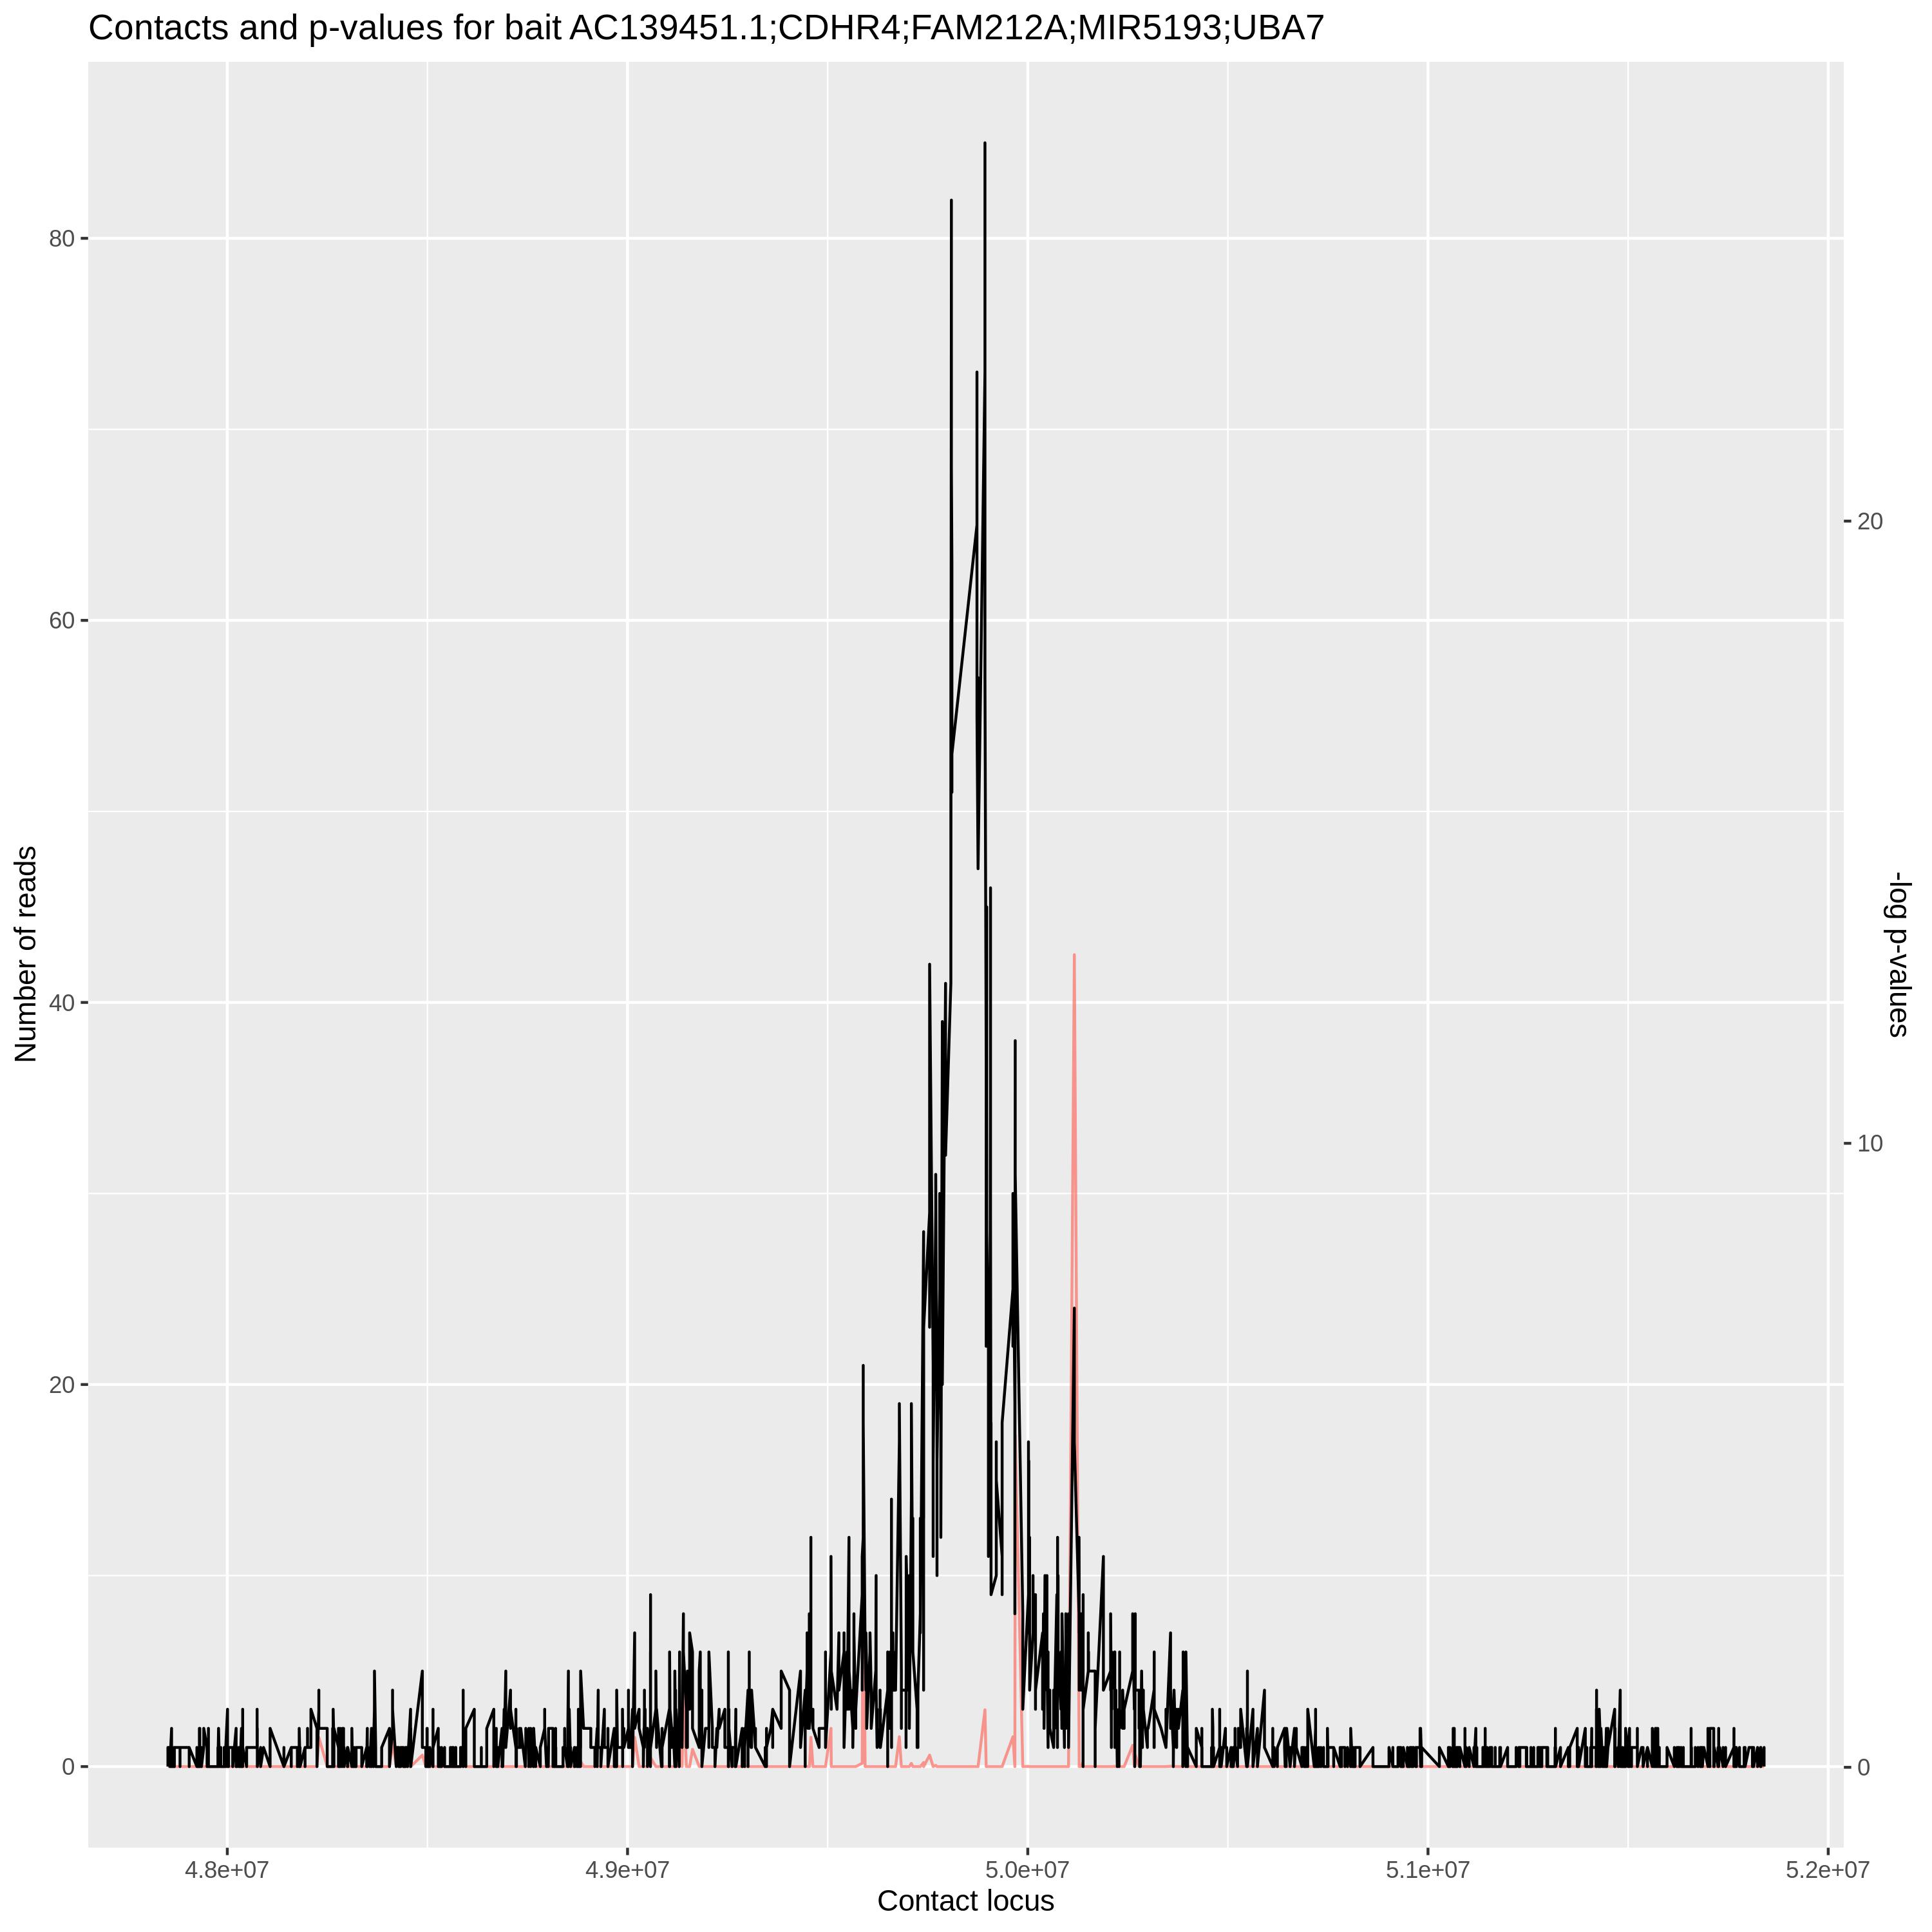 Contacts and p-values for bait AC139451.1;CDHR4;FAM212A;MIR5193;UBA7
80
60
40
20
0
Number of reads
20
10
0
-log p-values
4.8e+07 4.9e+07 5.0e+07 5.1e+07 5.2e+07
Contact locus